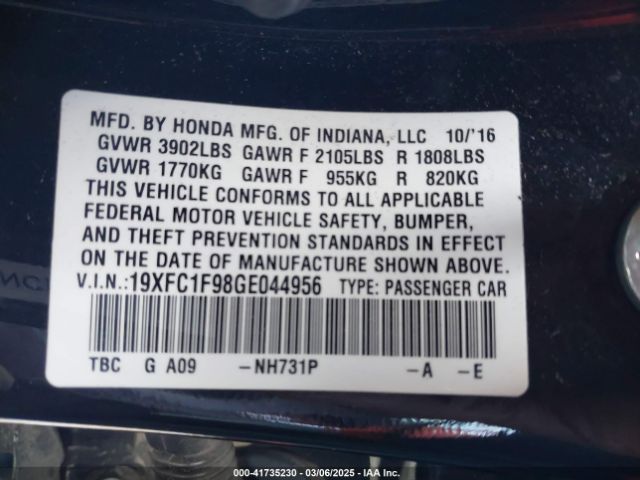 MFD. BY HONDA MFG. OF INDIANA, LLC 10/'16
GVWR 3902LBS GAWR F 2105LBS R 1808LBS
GVWR 1770KG GAWR F 955KG R 820KG
THIS VEHICLE CONFORMS TO ALL APPLICABLE
FEDERAL MOTOR VEHICLE SAFETY, BUMPER,
AND THEFT PREVENTION STANDARDS IN EFFECT
ON THE DATE OF MANUFACTURE SHOWN ABOVE.
V.I.N.:19XFC1F98GE044956 TYPE: PASSENGER CAR
TBC G A09 -NH731P -A -E
000-41735230 - 03/06/2025 - IAA Inc.